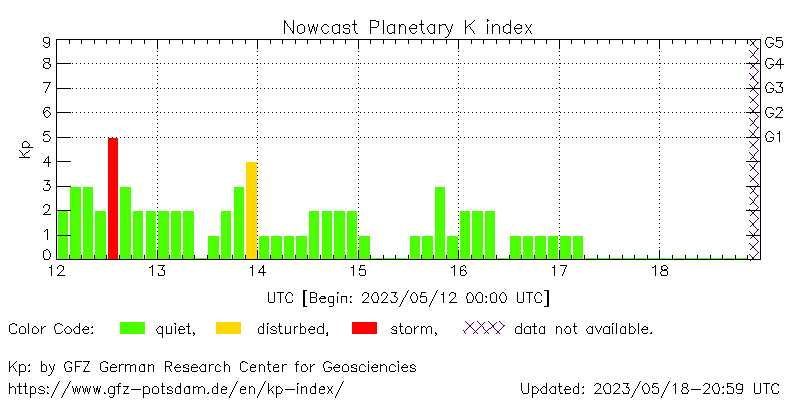 Nowcast Planetary K index
9
8
7
6
5
4
3
2
1
0
Kp
G5
G4
G3
G2
G1
12 13 14 15 16 17 18
UTC [Begin: 2023/05/12 00:00 UTC]
Color Code: quiet, disturbed, storm, data not available.
Kp: by GFZ German Research Center for Geosciencies
https://www.gfz-potsdam.de/en/kp-index/ Updated: 2023/05/18-20:59 UTC